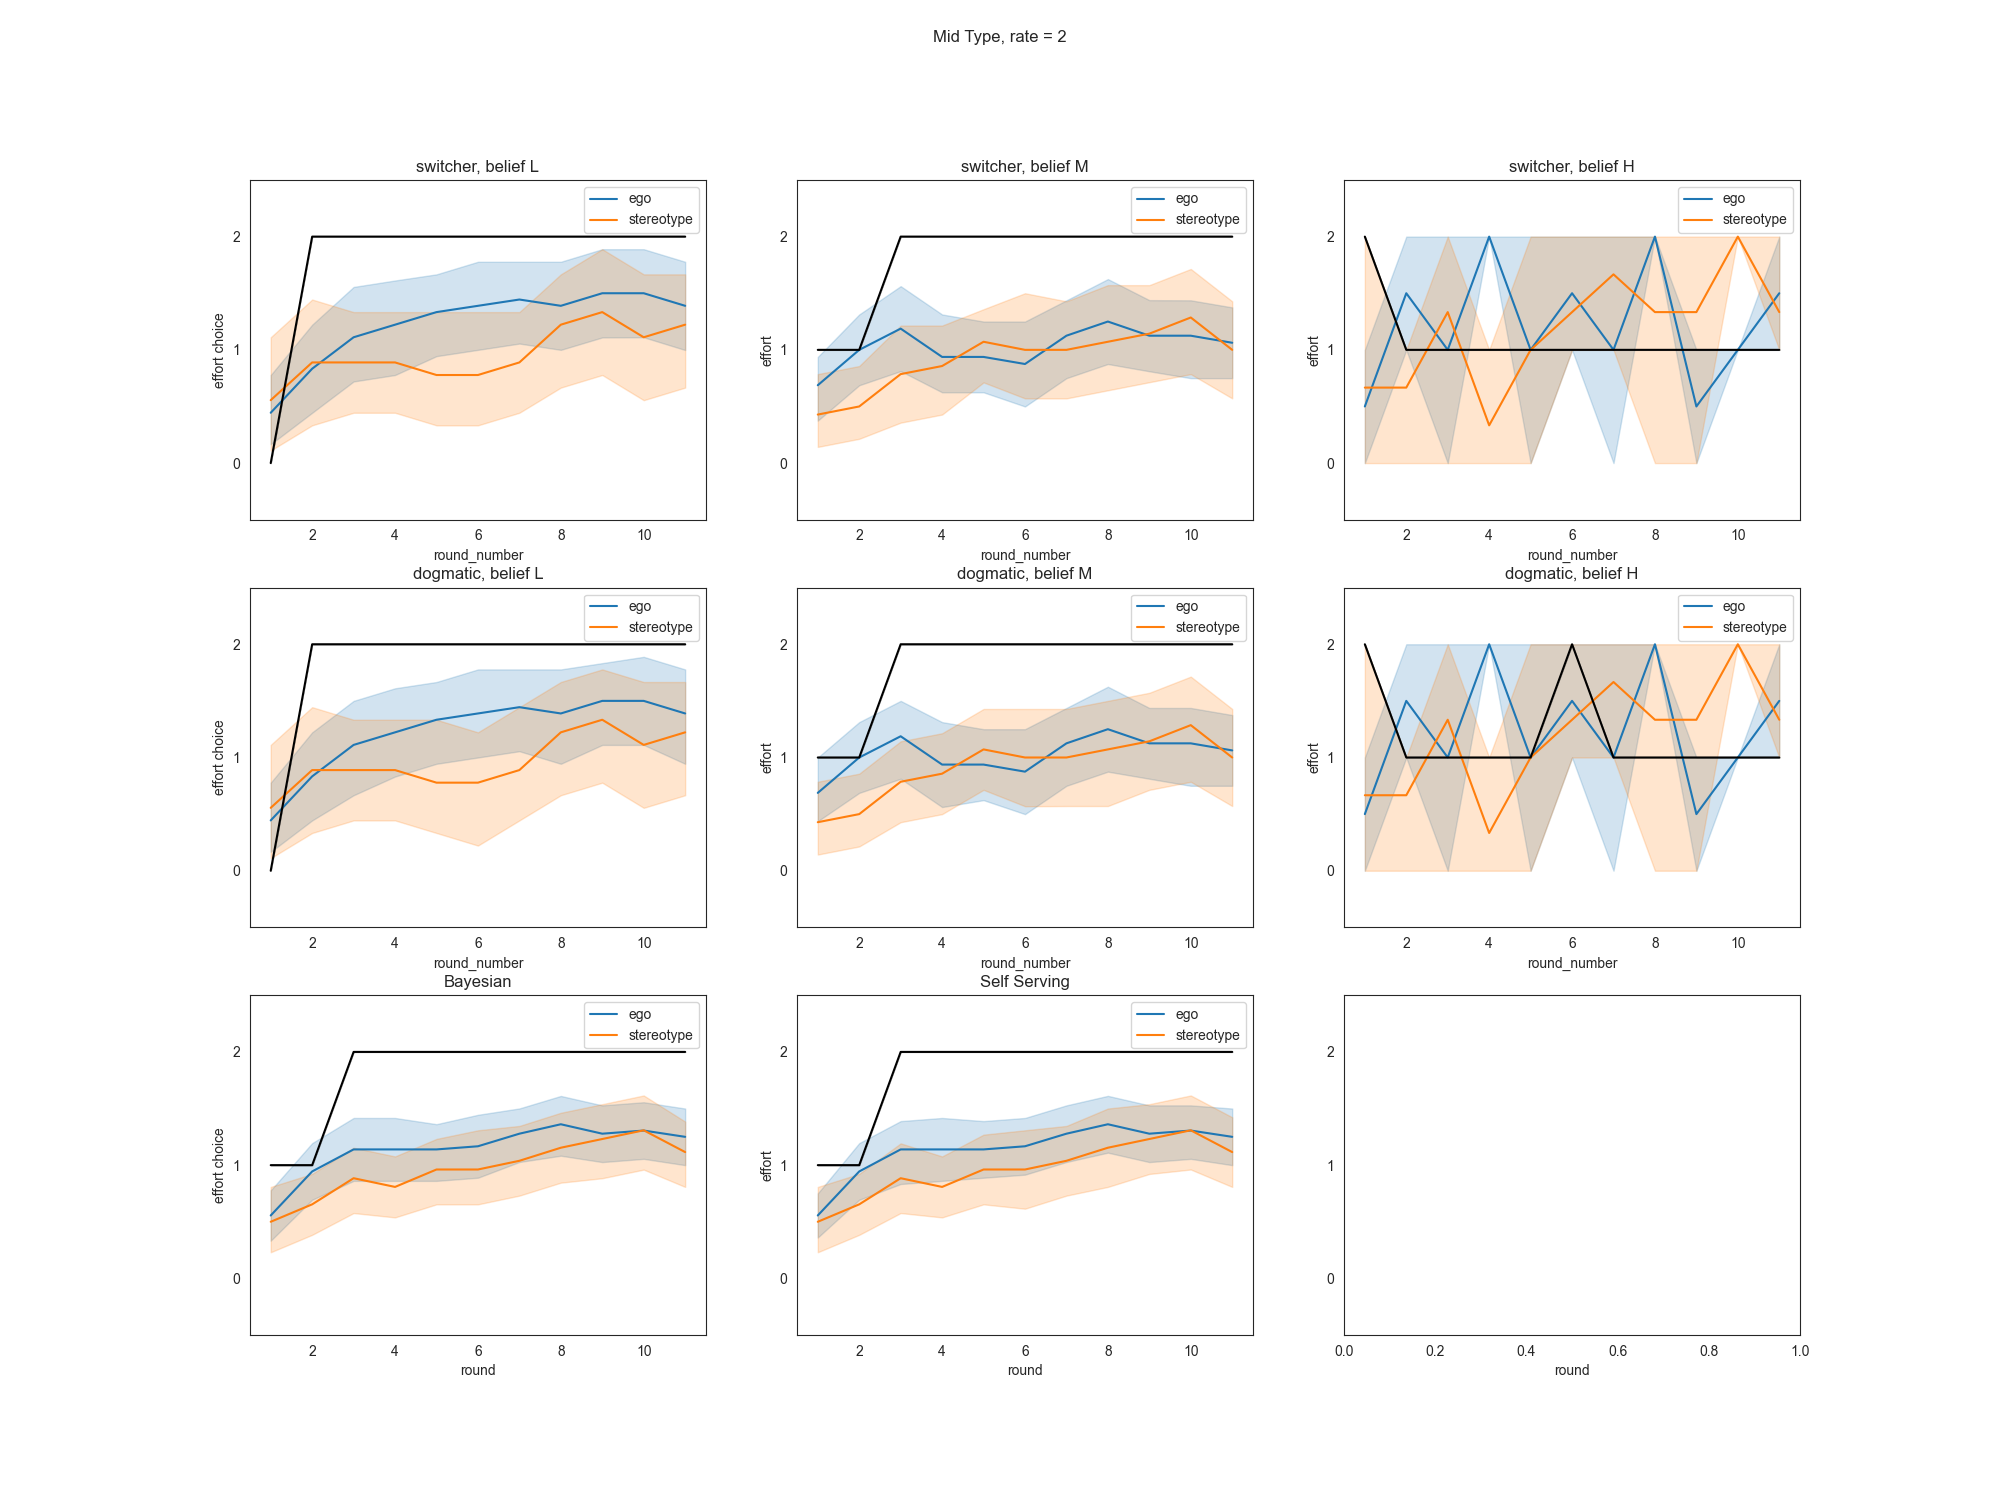 Mid Type, rate = 2
switcher, belief L
ego
stereotype
2
1
0
effort choice
2 4 6 8 10
round_number
switcher, belief M
ego
stereotype
2
1
0
effort
2 4 6 8 10
round_number
switcher, belief H
ego
stereotype
2
1
0
effort
2 4 6 8 10
round_number
dogmatic, belief L
ego
stereotype
2
1
0
effort choice
2 4 6 8 10
round_number
dogmatic, belief M
ego
stereotype
2
1
0
effort
2 4 6 8 10
round_number
dogmatic, belief H
ego
stereotype
2
1
0
effort
2 4 6 8 10
round_number
Bayesian
ego
stereotype
2
1
0
effort choice
2 4 6 8 10
round
Self Serving
ego
stereotype
2
1
0
effort
2 4 6 8 10
round
2
1
0
0.0 0.2 0.4 0.6 0.8 1.0
round